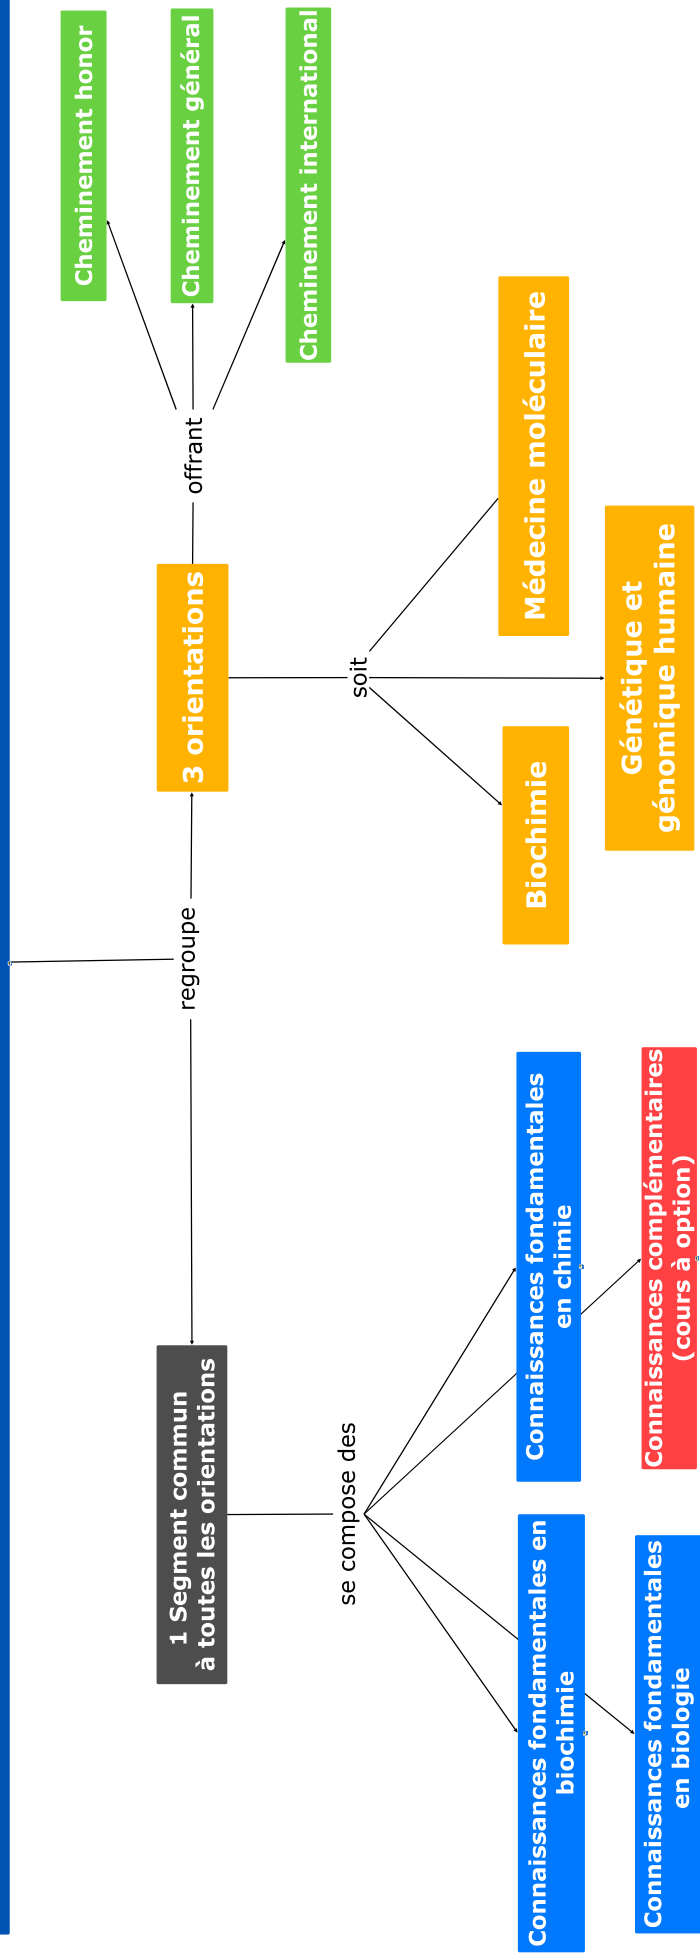 regroupe
1 Segment commun
à toutes les orientations
3 orientations
offrant
Cheminement honor
Cheminement général
Cheminement international
se compose des
soit
Connaissances fondamentales en
biochimie
Connaissances fondamentales
en chimie
Biochimie
Médecine moléculaire
Connaissances fondamentales
en biologie
Connaissances complémentaires
(cours à option)
Génétique et
génomique humaine